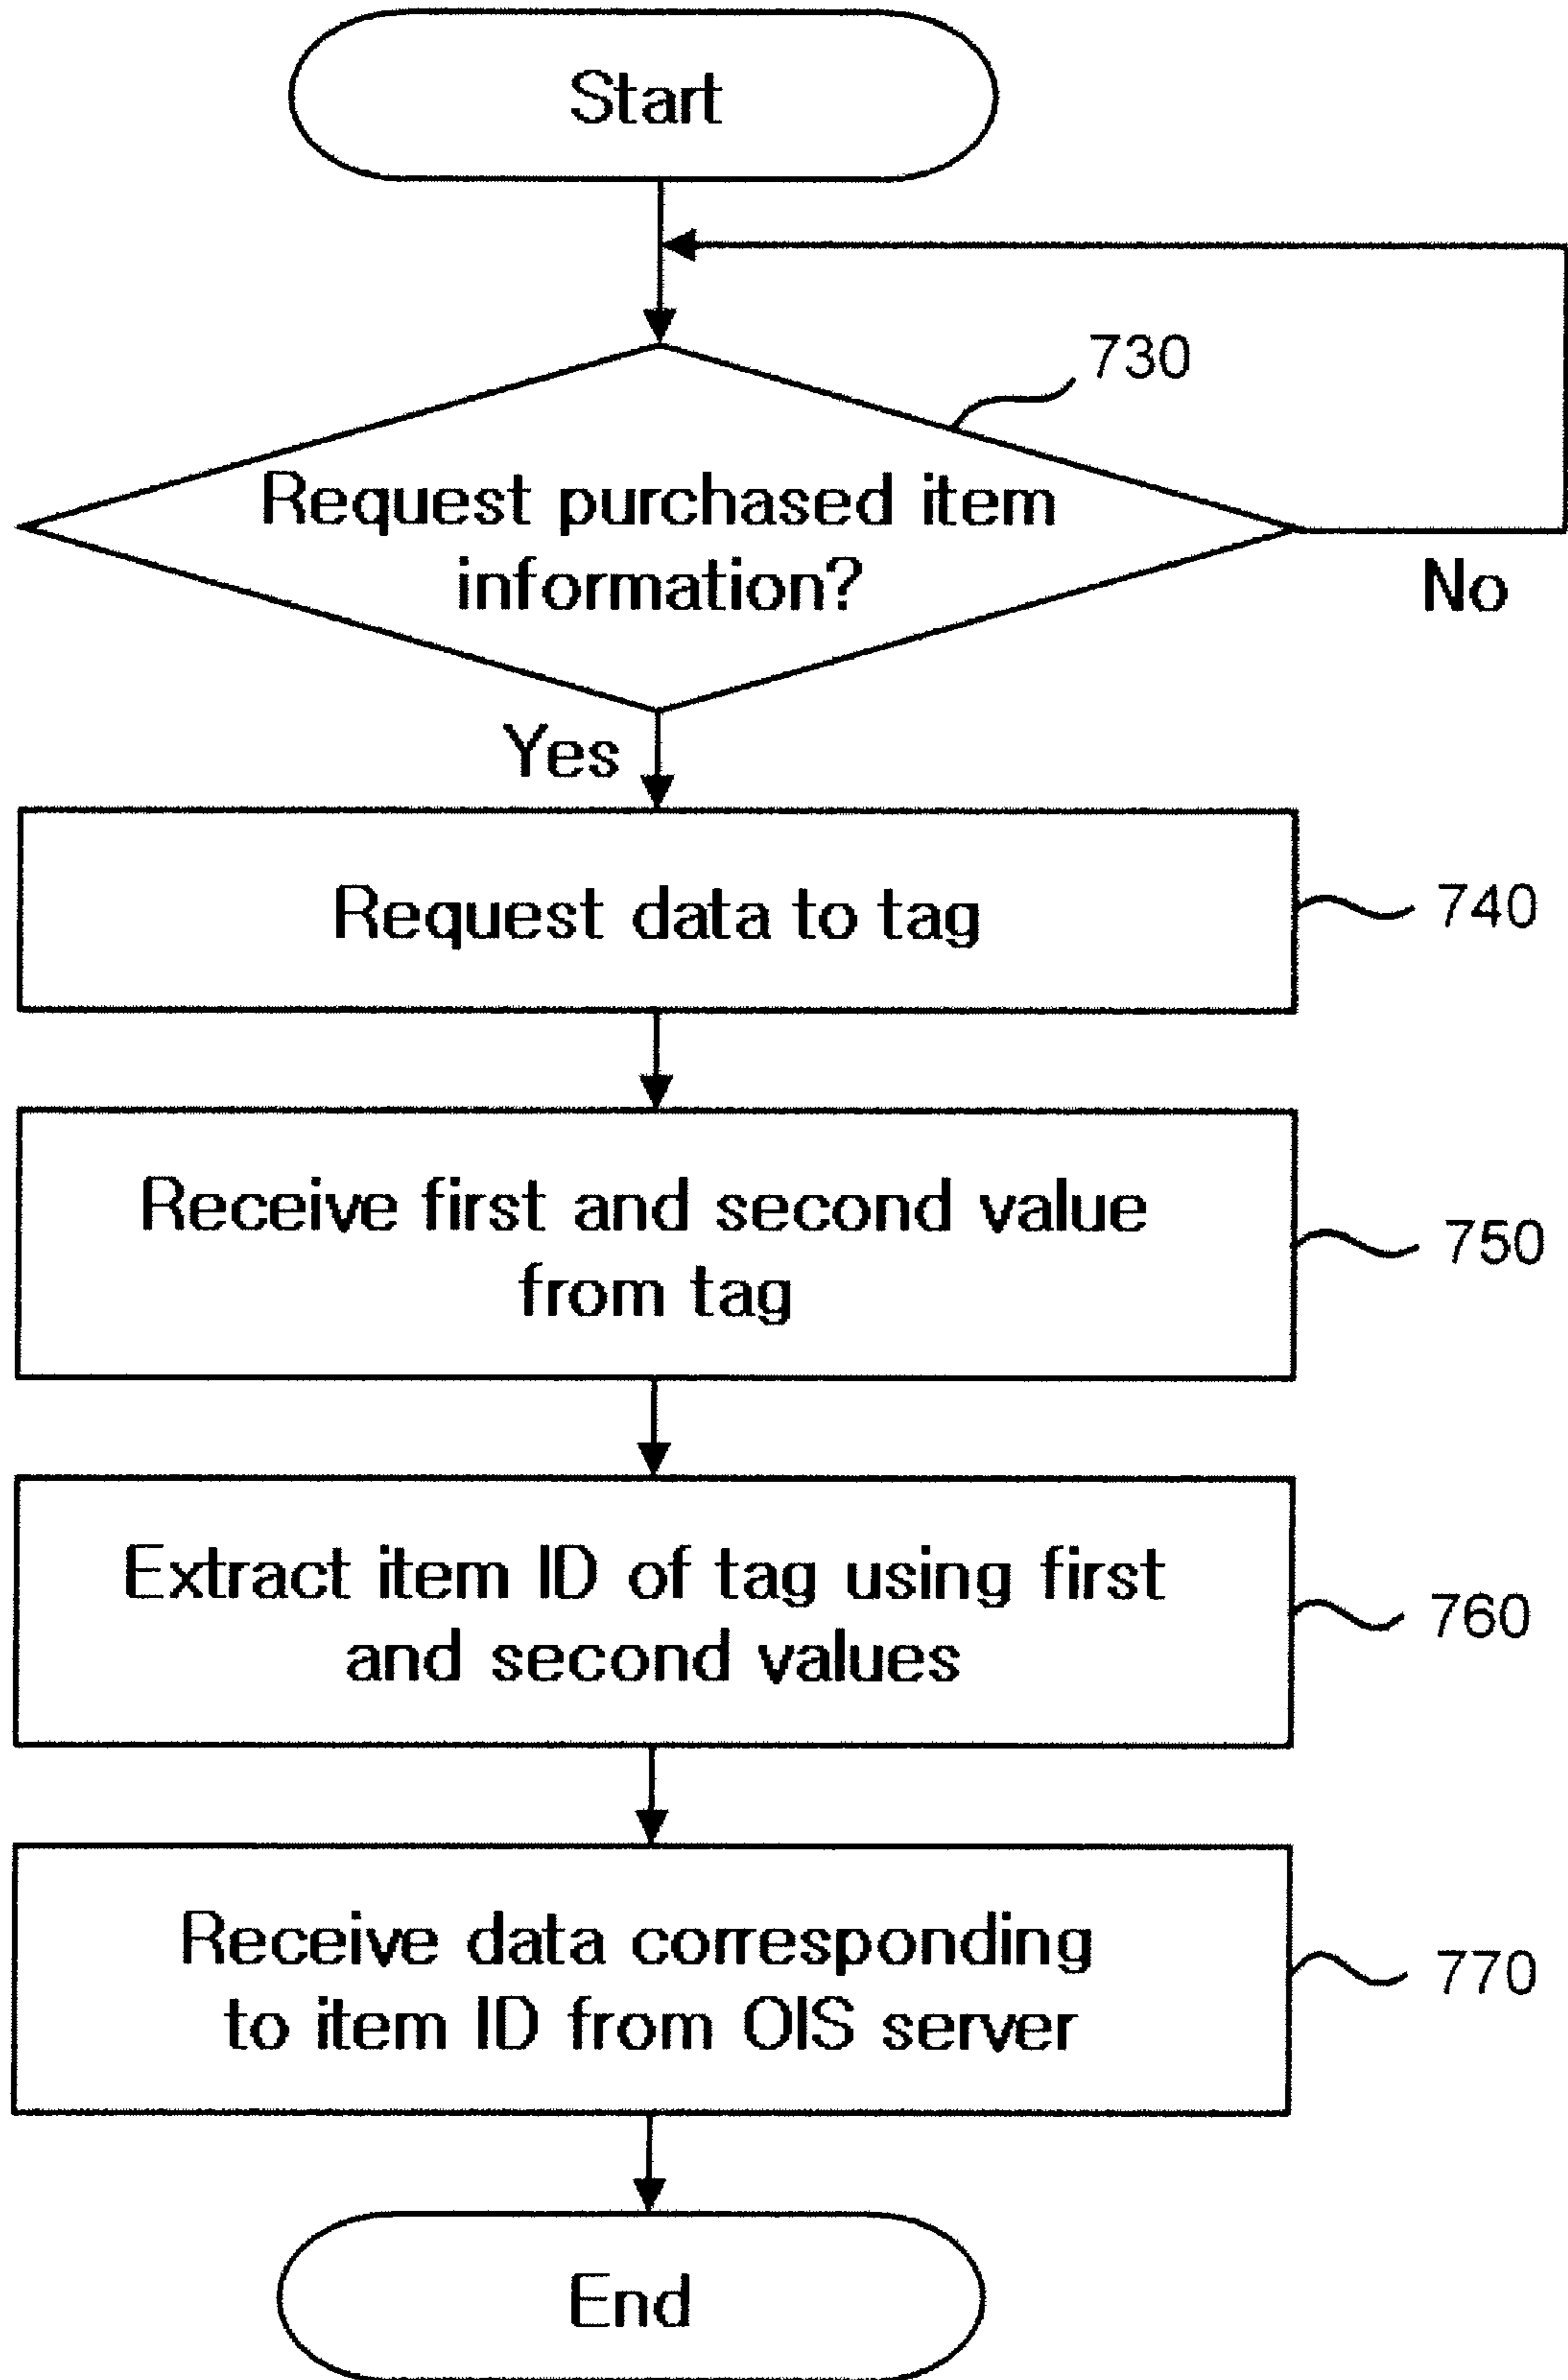 Start
730
Request purchased item
information?
No
Yes
Request data to tag
740
Receive first and second value
from tag
750
Extract item ID of tag using first
and second values
760
Receive data corresponding
to item ID from OIS server
770
End